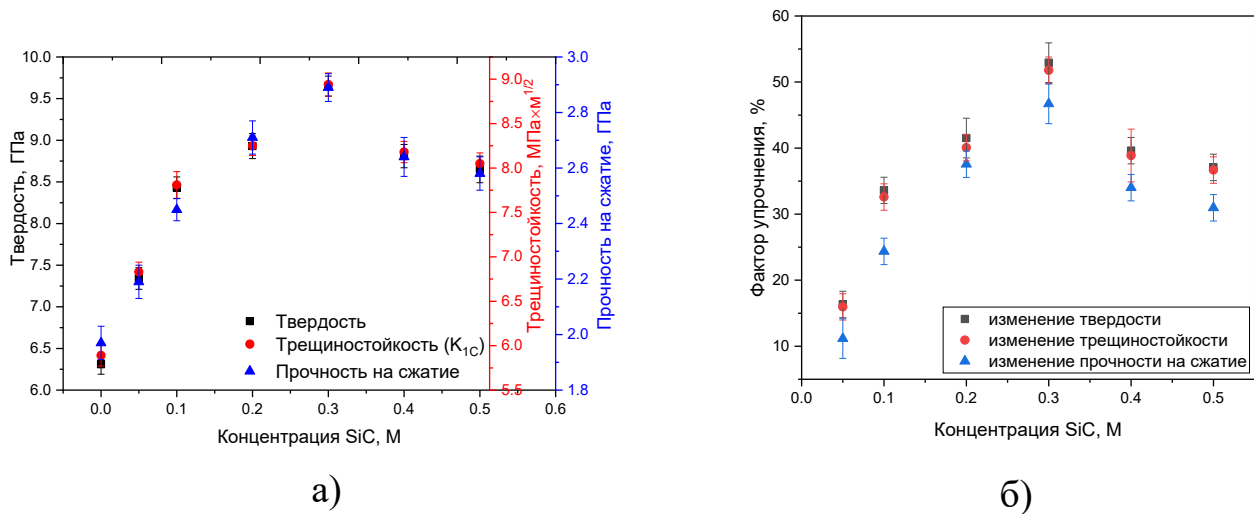 10.0
9.5
9.0
8.5
8.0
7.5
7.0
6.5
6.0
Твердость, ГПа
0.0 0.1 0.2 0.3 0.4 0.5 0.6
Концентрация SiC, М
Твердость
Трещиностойкость (K1C)
Прочность на сжатие
9.0
8.5
8.0
7.5
7.0
6.5
6.0
5.5
Трещиностойкость, МПа×м1/2
3.0
2.8
2.6
2.4
2.2
2.0
1.8
Прочность на сжатие, ГПа
а)
60
50
40
30
20
10
Фактор упрочнения, %
0.0 0.1 0.2 0.3 0.4 0.5
Концентрация SiC, М
изменение твердости
изменение трещиностойкости
изменение прочности на сжатие
б)